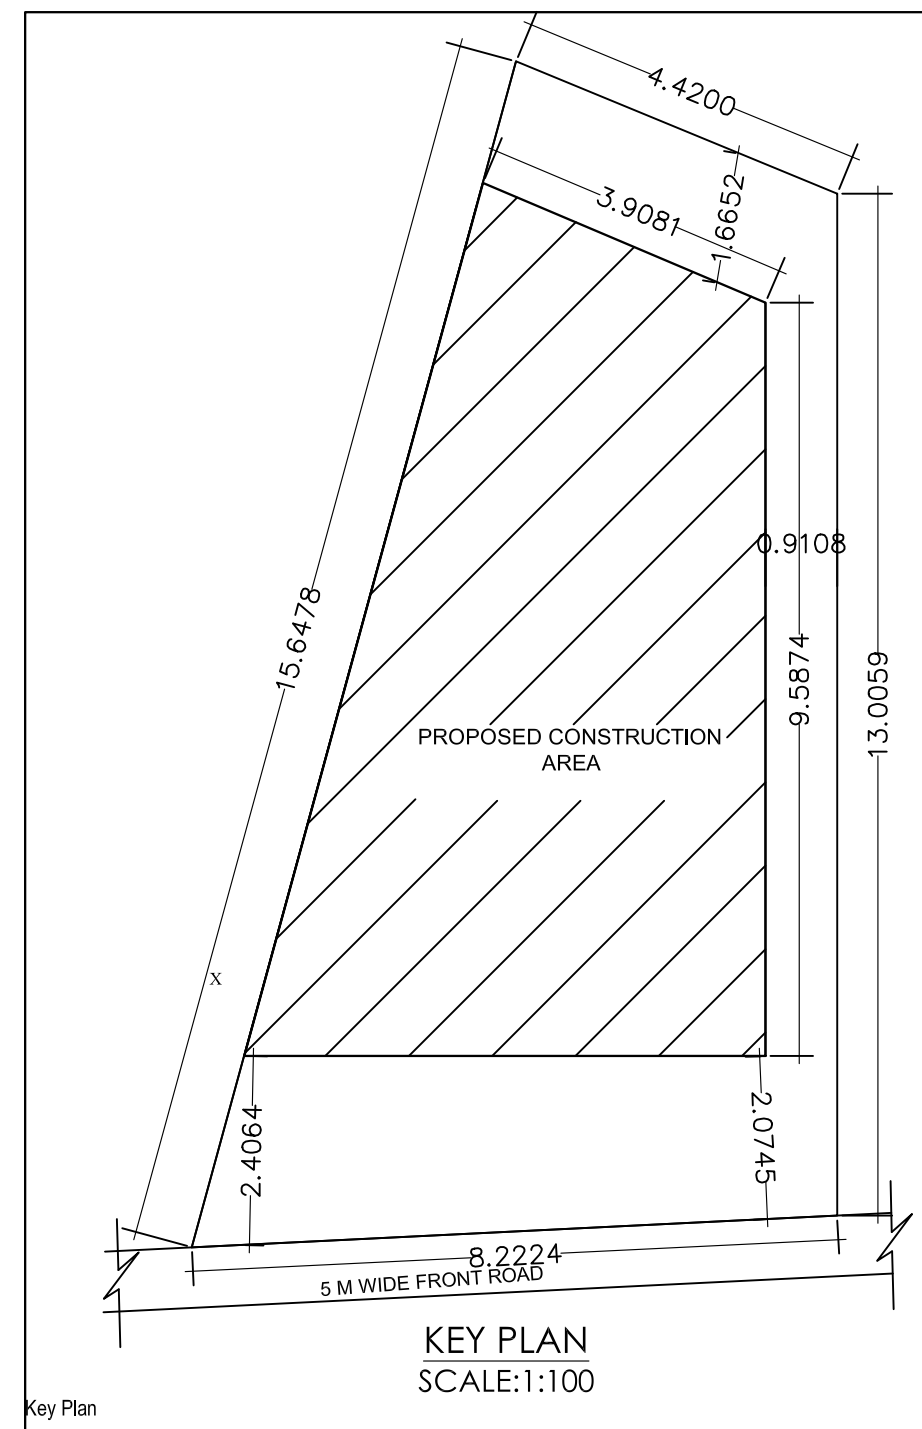 4.4200
3.9081
1.6652
0.9108
15.6478
9.5874
13.0059
PROPOSED CONSTRUCTION
AREA
X
2.4064
2.0745
8.2224
5 M WIDE FRONT ROAD
KEY PLAN
SCALE:1:100
Key Plan